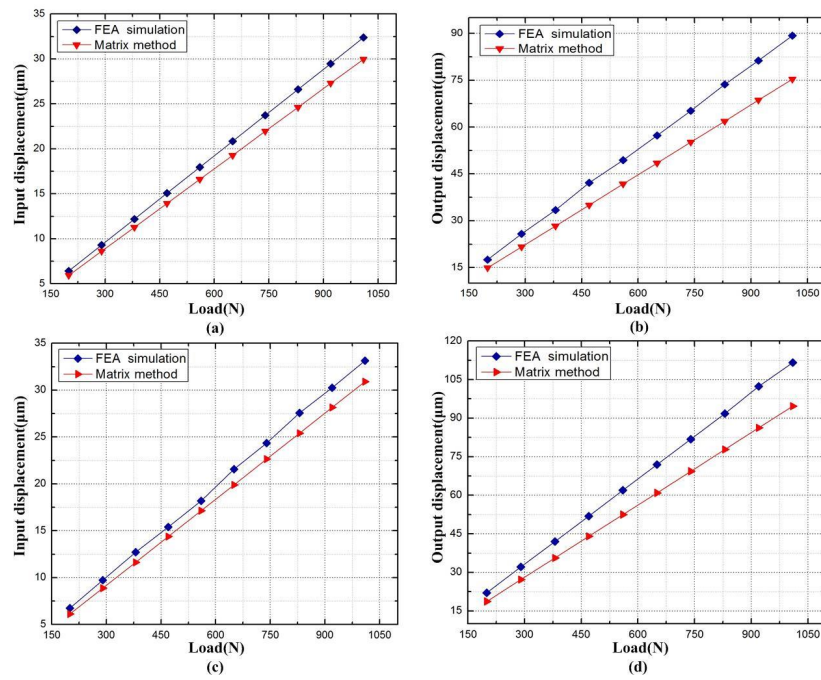 35
30
25
20
15
10
5
Input displacement(μm)
FEA simulation
Matrix method
150 300 450 600 750 900 1050
Load(N)
(a)
90
75
60
45
30
15
Output displacement(μm)
FEA simulation
Matrix method
150 300 450 600 750 900 1050
Load(N)
(b)
35
30
25
20
15
10
5
Input displacement(μm)
FEA simulation
Matrix method
150 300 450 600 750 900 1050
Load(N)
(c)
120
105
90
75
60
45
30
15
Output displacement(μm)
FEA simulation
Matrix method
150 300 450 600 750 900 1050
Load(N)
(d)